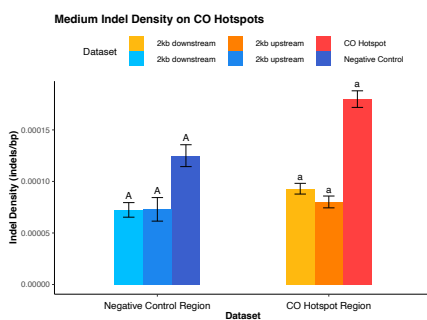 Medium Indel Density on CO Hotspots
Dataset
2kb downstream 2kb upstream CO Hotspot
2kb downstream 2kb upstream Negative Control
Indel Density (indels/bp)
0.00015
0.00010
0.00005
0.00000
A A A a a a
Negative Control Region CO Hotspot Region
Dataset